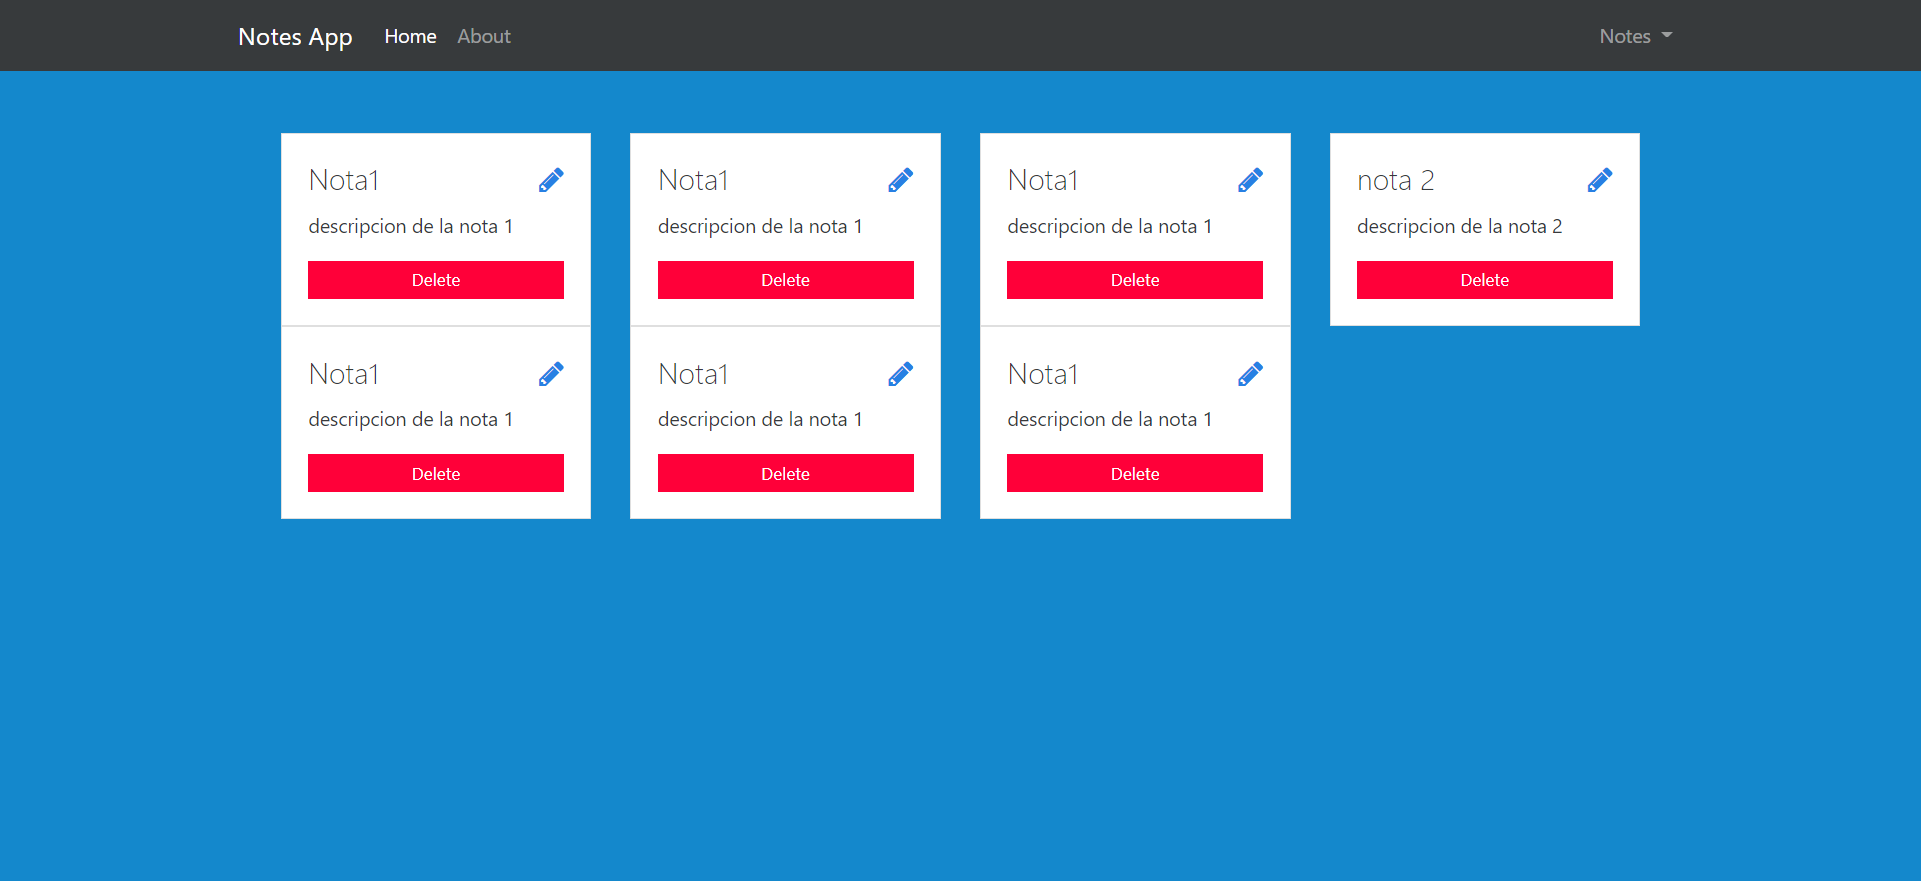 Notes App Home About Notes
Nota1 Nota1 Nota1 nota 2
descripcion de la nota 1 descripcion de la nota 1 descripcion de la nota 1 descripcion de la nota 2
Delete Delete Delete Delete
Nota1 Nota1 Nota1
descripcion de la nota 1 descripcion de la nota 1 descripcion de la nota 1
Delete Delete Delete